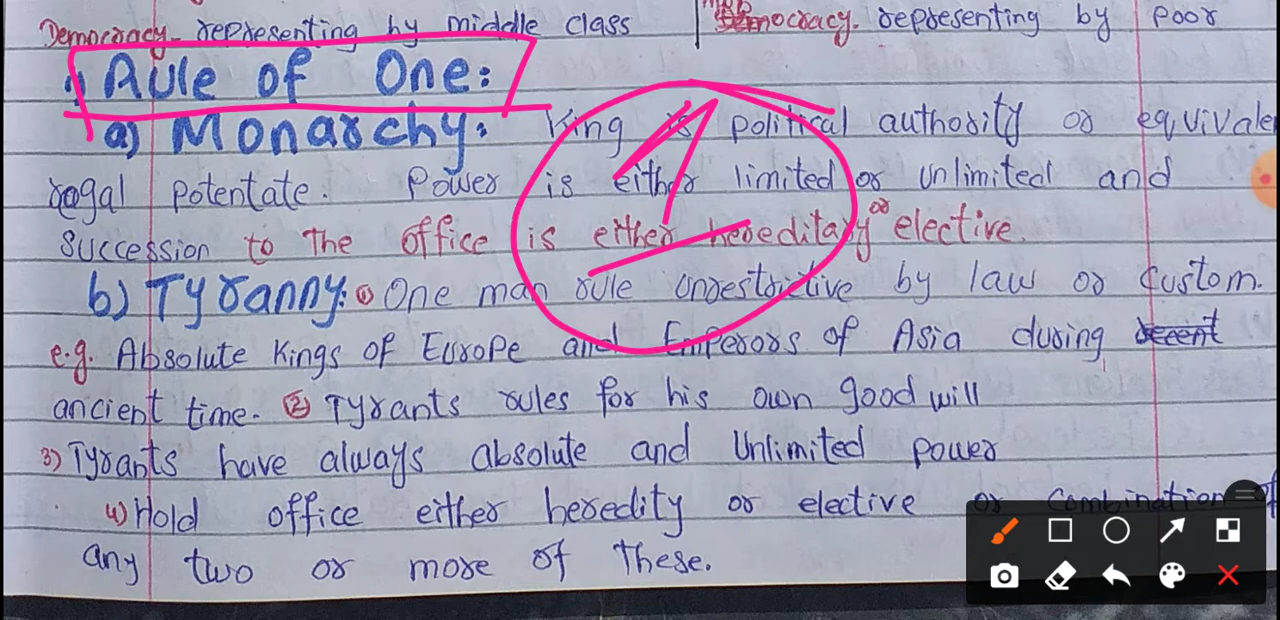 Democracy- representing by middle class | Democracy. representing by poor
1) Rule of One:
a) Monarchy: King is political authority or equivale
regal potentate. Power is either limited or unlimited and
succession to the office is either hereditary or elective.
b) Tyranny: ① One man rule unrestrictive by law or custom.
e.g. Absolute Kings of Europe and Emperors of Asia during recent
ancient time. ② Tyrants rules for his own good will
3) Tyrants have always absolute and Unlimited power
4) Hold office either heredity or elective or combination of
any two or more of these.
1